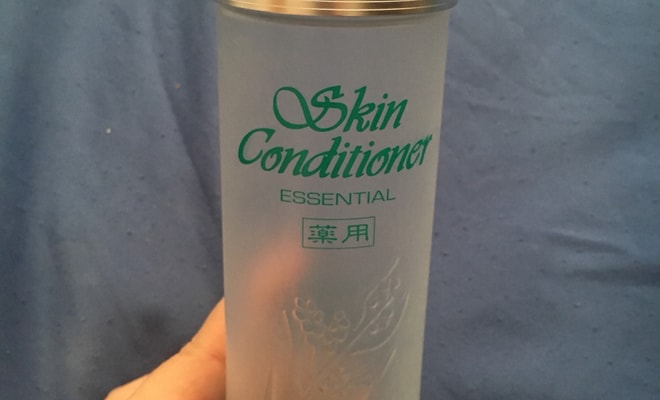 Skin
Conditioner
ESSENTIAL
薬用